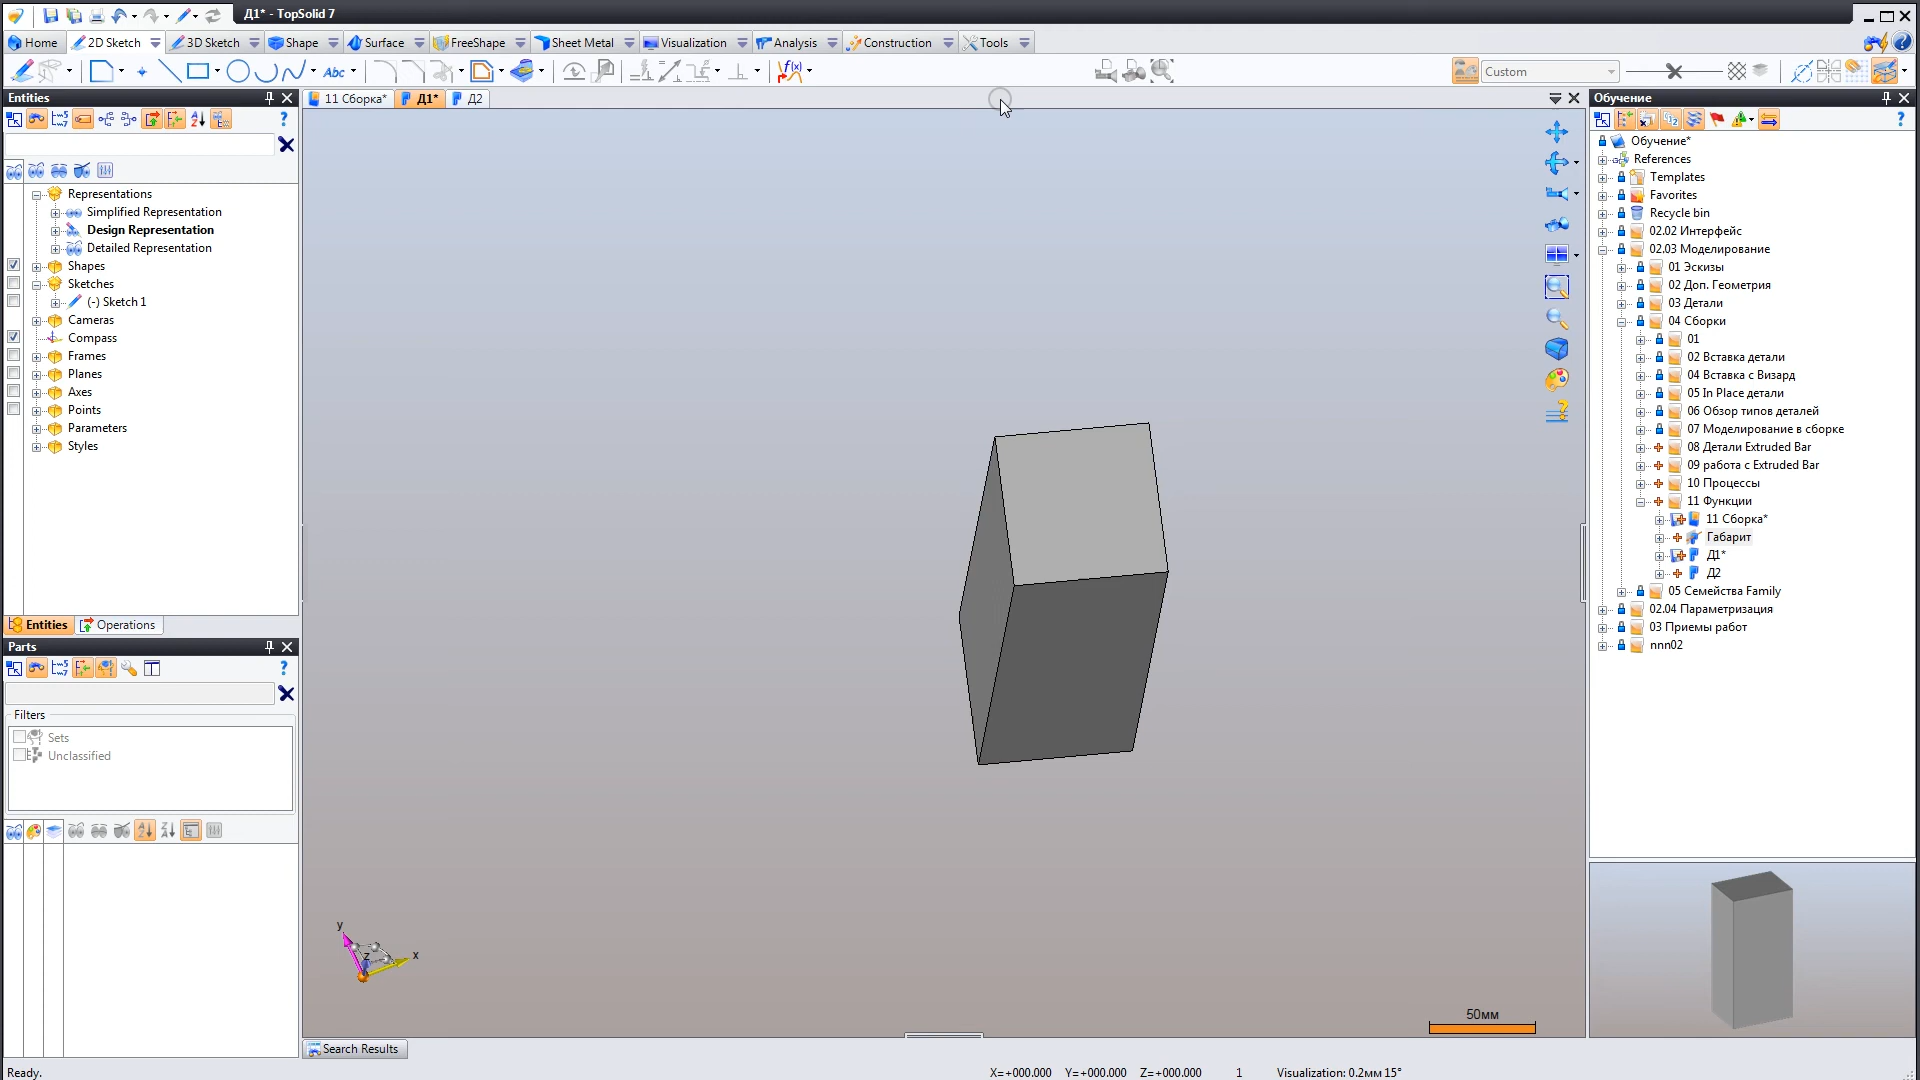 Д1* - TopSolid 7
Home
2D Sketch
3D Sketch
Shape
Surface
FreeShape
Sheet Metal
Visualization
Analysis
Construction
Tools
Abc
f(x)
Custom
Entities
11 Сборка*
Д1*
Д2
Обучение
Representations
Simplified Representation
Design Representation
Detailed Representation
Shapes
Sketches
(-) Sketch 1
Cameras
Compass
Frames
Planes
Axes
Points
Parameters
Styles
Entities
Operations
Parts
Filters
Sets
Unclassified
Обучение*
References
Templates
Favorites
Recycle bin
02.02 Интерфейс
02.03 Моделирование
01 Эскизы
02 Доп. Геометрия
03 Детали
04 Сборки
01
02 Вставка детали
04 Вставка с Визард
05 In Place детали
06 Обзор типов деталей
07 Моделирование в сборке
08 Детали Extruded Bar
09 работа с Extruded Bar
10 Процессы
11 Функции
11 Сборка*
Габарит
Д1*
Д2
05 Семейства Family
02.04 Параметризация
03 Приемы работ
nnn02
y
z
x
50мм
Search Results
Ready.
X=+000.000 Y=+000.000 Z=+000.000 1 Visualization: 0.2мм 15°